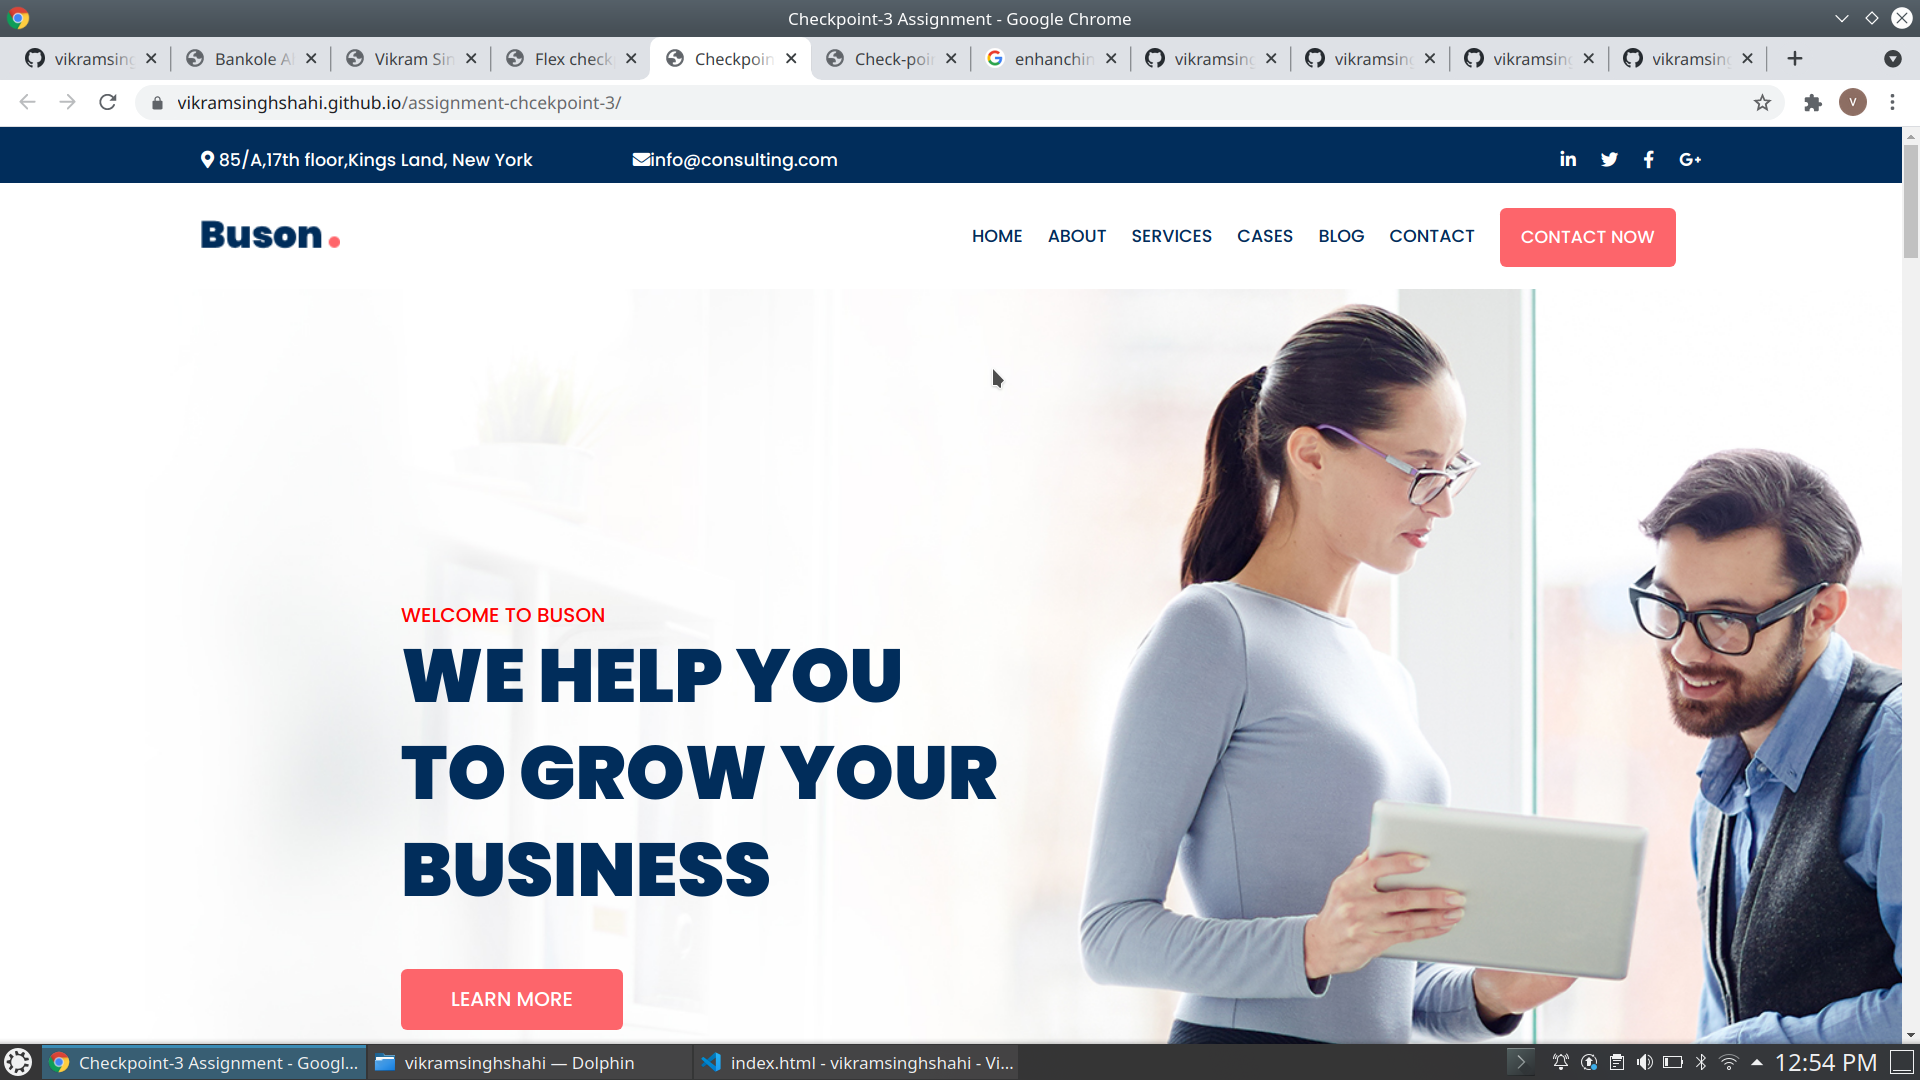 Checkpoint-3 Assignment - Google Chrome
vikramsing
Bankole A
Vikram Sin
Flex check
Checkpoin
Check-poi
enhanchin
vikramsing
vikramsing
vikramsing
vikramsing
vikramsinghshahi.github.io/assignment-chcekpoint-3/
V
85/A,17th floor,Kings Land, New York
info@consulting.com
in
f
G+
Buson.
HOME
ABOUT
SERVICES
CASES
BLOG
CONTACT
CONTACT NOW
WELCOME TO BUSON
WE HELP YOU
TO GROW YOUR
BUSINESS
LEARN MORE
Checkpoint-3 Assignment - Googl...
vikramsinghshahi — Dolphin
index.html - vikramsinghshahi - Vi...
12:54 PM